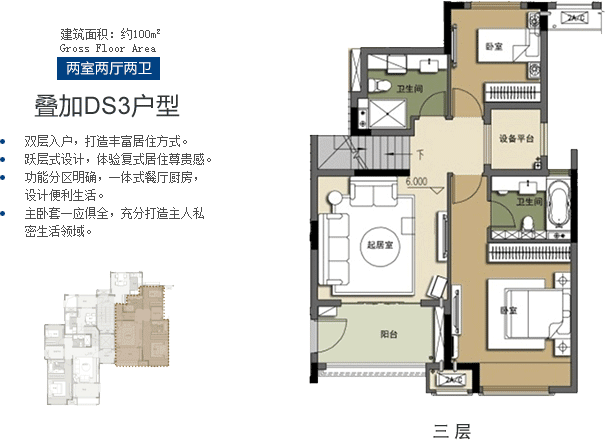 建筑面积：约100㎡
Gross Floor Area
两室两厅两卫
叠加DS3户型
双层入户，打造丰富居住方式。
跃层式设计，体验复式居住尊贵感。
功能分区明确，一体式餐厅厨房，
设计便利生活。
主卧套一应俱全，充分打造主人私
密生活领域。
2A/C
卧室
卫生间
设备平台
下
6.000
卫生间
起居室
卧室
阳台
2A/C
三层